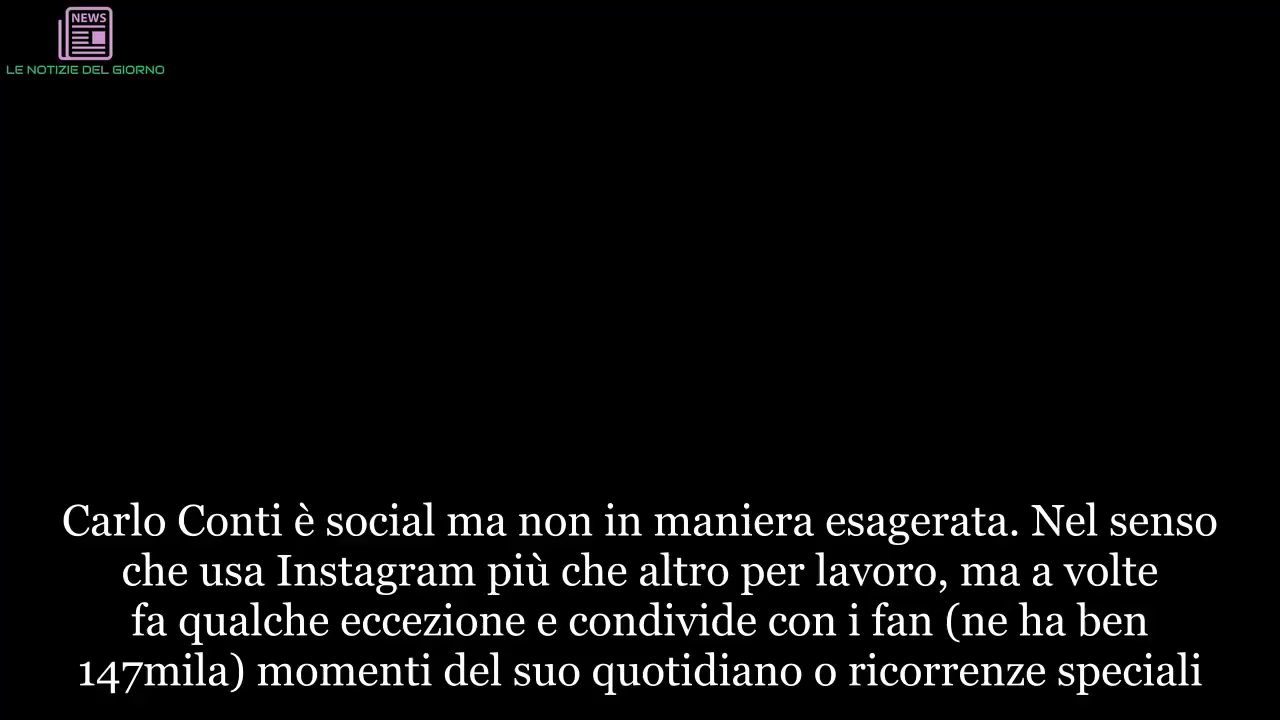 NEWS
LE NOTIZIE DEL GIORNO
Carlo Conti è social ma non in maniera esagerata. Nel senso
che usa Instagram più che altro per lavoro, ma a volte
fa qualche eccezione e condivide con i fan (ne ha ben
147mila) momenti del suo quotidiano o ricorrenze speciali